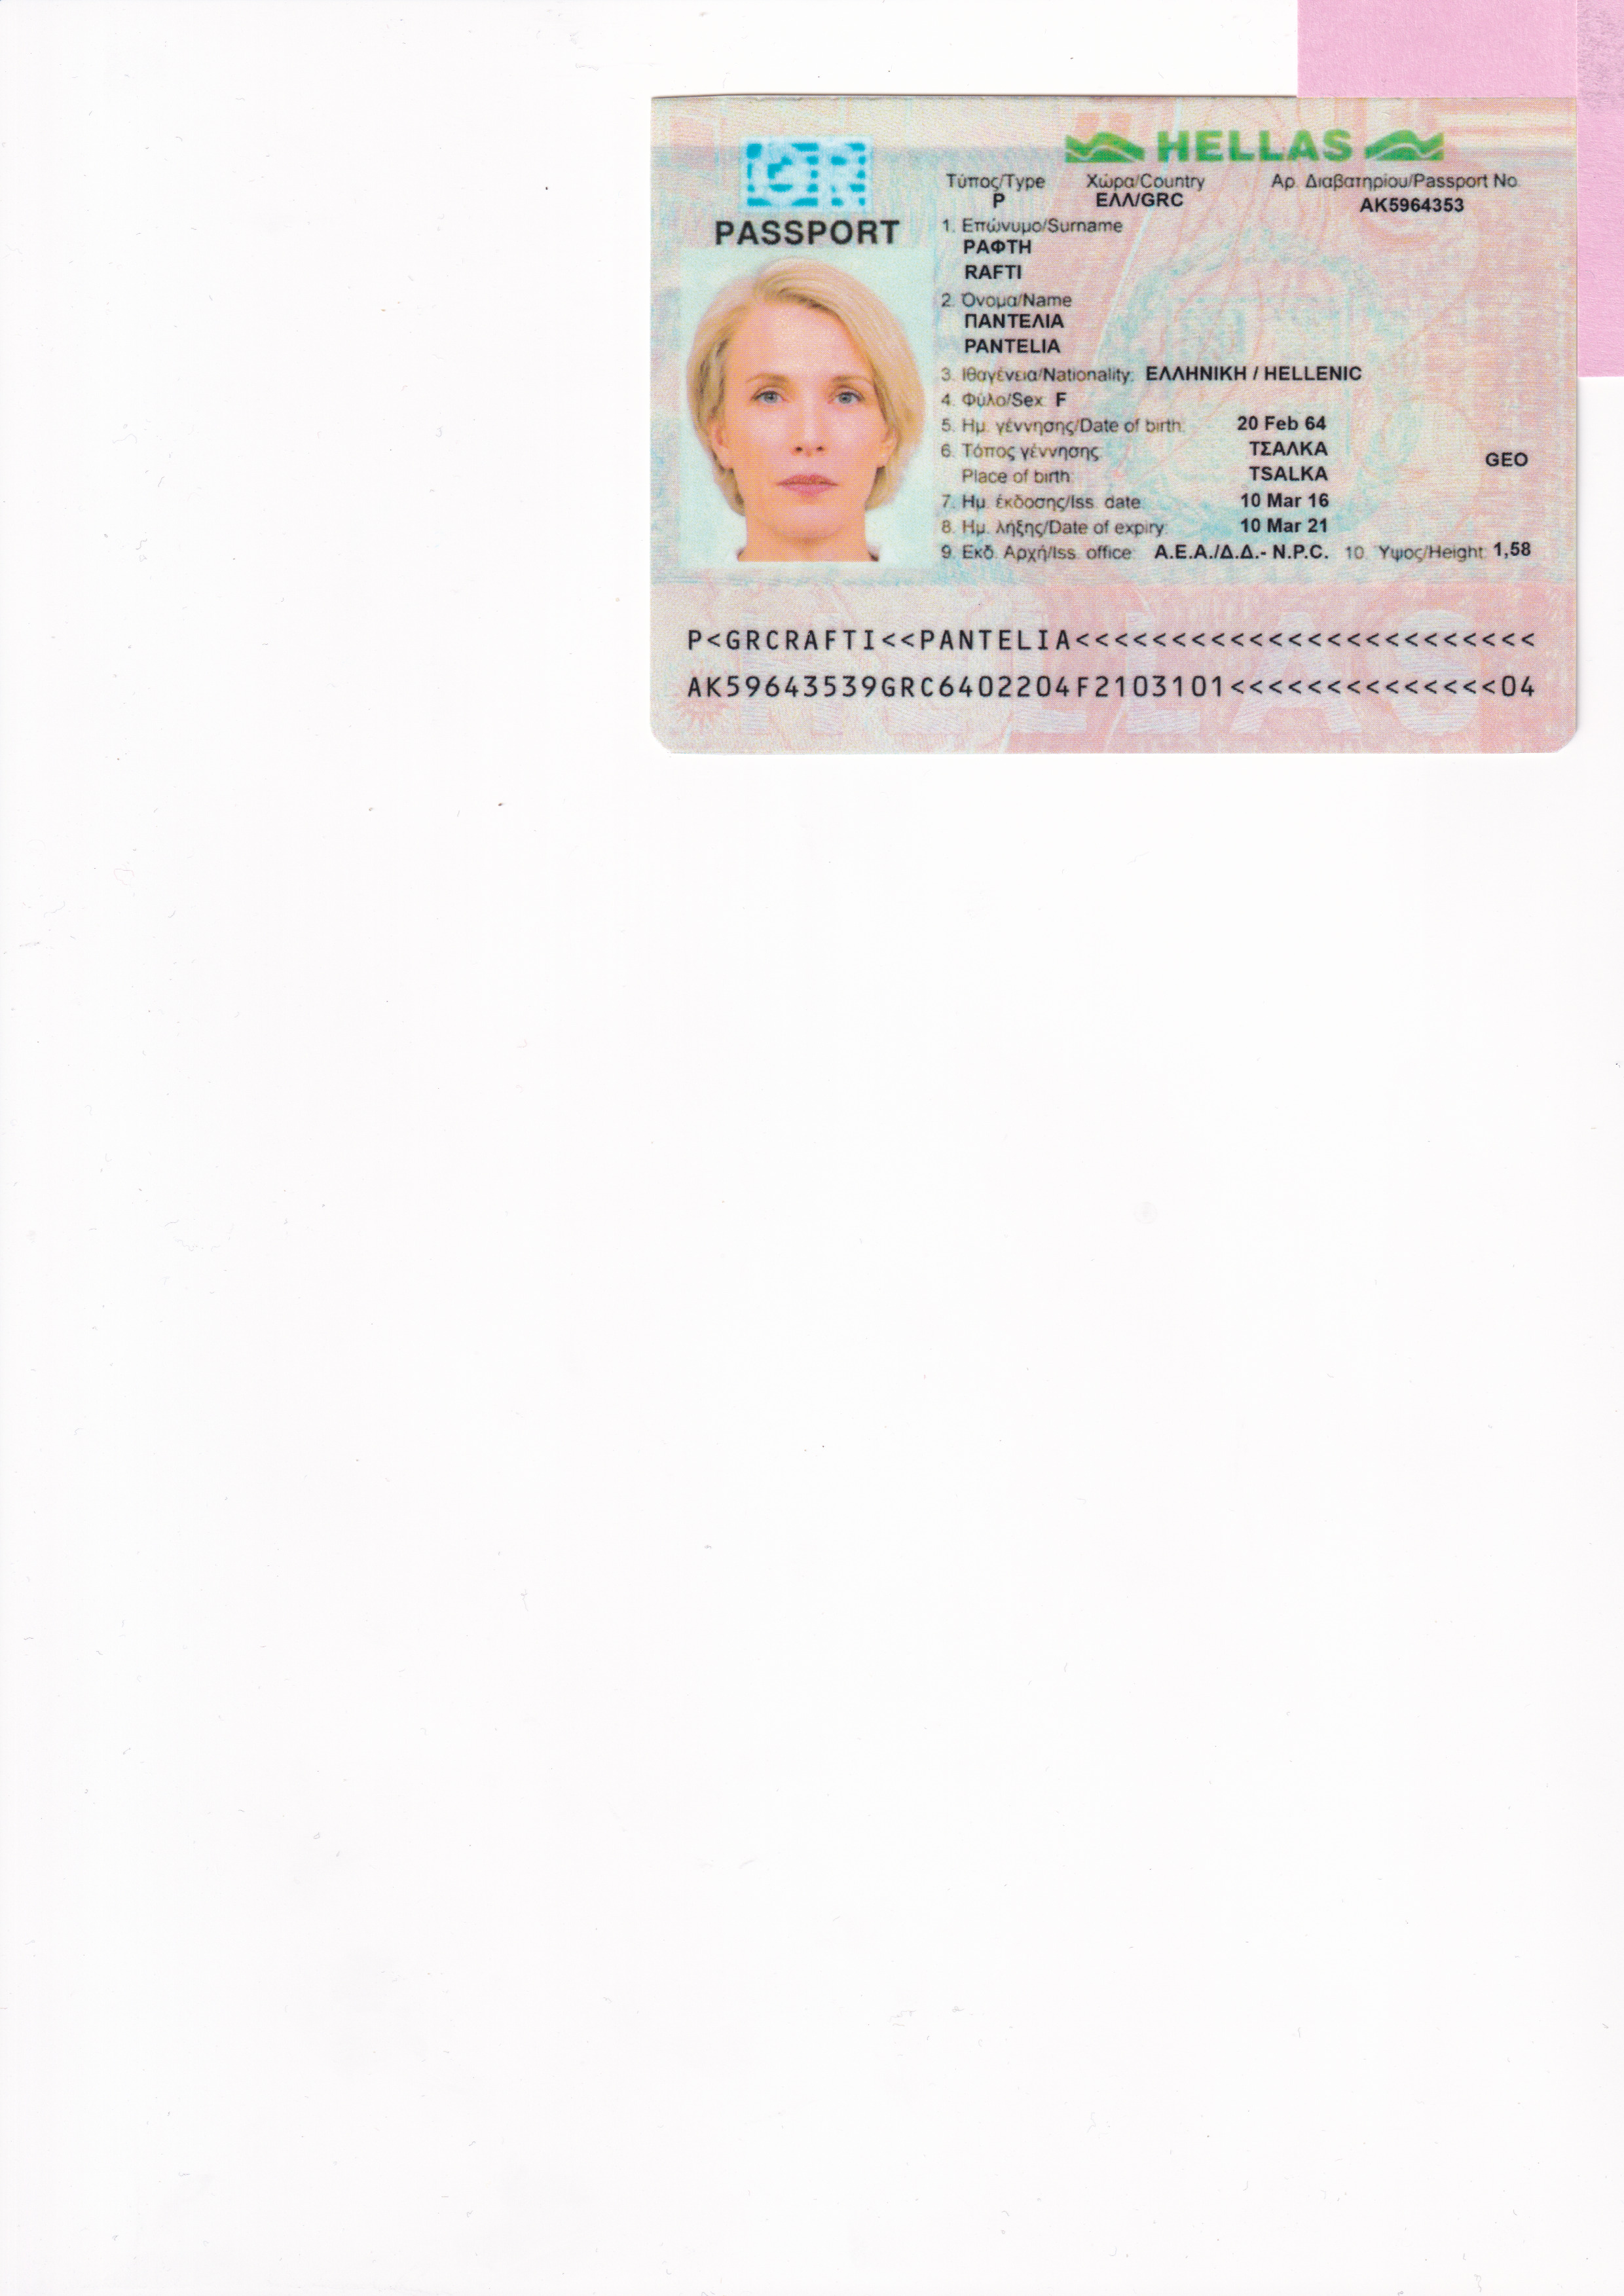 GR
HELLAS
PASSPORT
Τύπος/Type Χώρα/Country Αρ. Διαβατηρίου/Passport No
P ΕΛΛ/GRC AK5964353
1. Επώνυμο/Surname
ΡΑΦΤΗ
RAFTI
2. Όνομα/Name
ΠΑΝΤΕΛΙΑ
PANTELIA
3. Ιθαγένεια/Nationality: ΕΛΛΗΝΙΚΗ / HELLENIC
4. Φύλο/Sex: F
5. Ημ. γέννησης/Date of birth: 20 Feb 64
6. Τόπος γέννησης: ΤΣΑΛΚΑ
Place of birth: TSALKA GEO
7. Ημ. έκδοσης/Iss. date: 10 Mar 16
8. Ημ. λήξης/Date of expiry: 10 Mar 21
9. Εκδ. Αρχή/Iss. office: Α.Ε.Α./Δ.Δ.- N.P.C. 10. Υψος/Height: 1,58
P<GRCRAFTI<<PANTELIA<<<<<<<<<<<<<<<<<<<<<<<<
AK59643539GRC6402204F2103101<<<<<<<<<<<<<<04
HELLAS